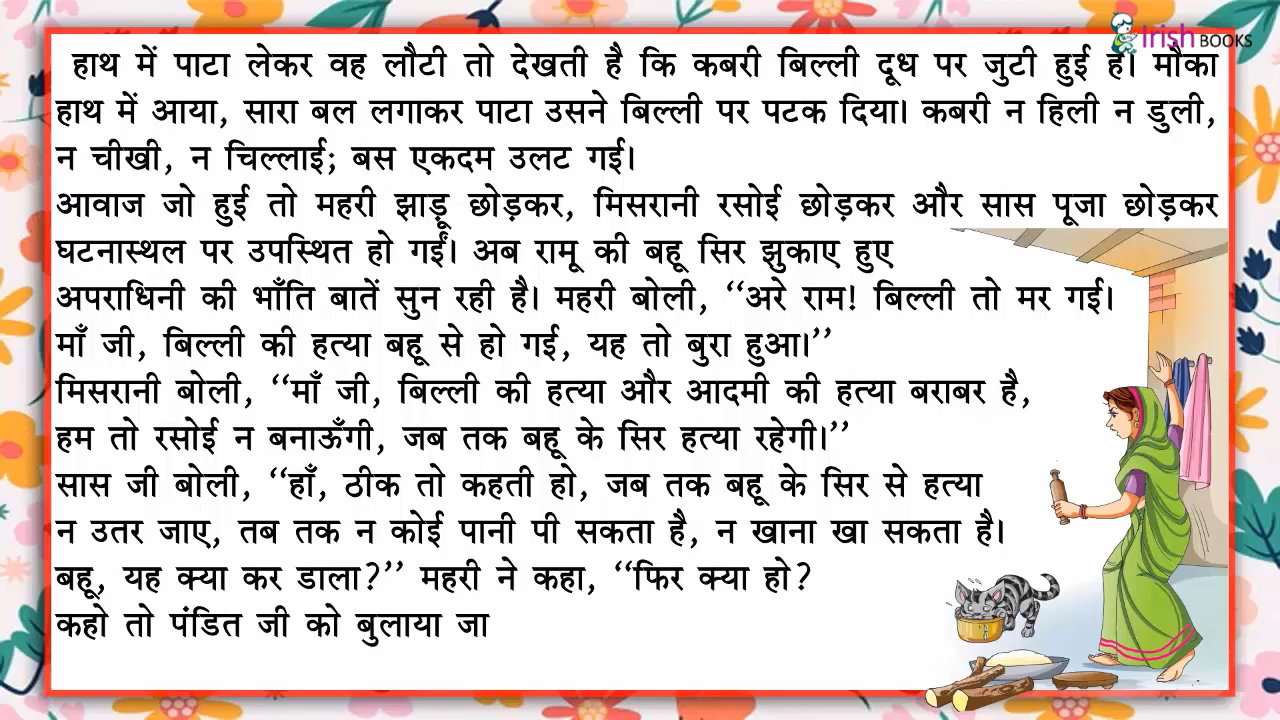 Irish BOOKS
हाथ में पाटा लेकर वह लौटी तो देखती है कि कबरी बिल्ली दूध पर जुटी हुई है। मौका
हाथ में आया, सारा बल लगाकर पाटा उसने बिल्ली पर पटक दिया। कबरी न हिली न डुली,
न चीखी, न चिल्लाई; बस एकदम उलट गई।
आवाज जो हुई तो महरी झाड़ू छोड़कर, मिसरानी रसोई छोड़कर और सास पूजा छोड़कर
घटनास्थल पर उपस्थित हो गईं। अब रामू की बहू सिर झुकाए हुए
अपराधिनी की भाँति बातें सुन रही है। महरी बोली, ‘‘अरे राम! बिल्ली तो मर गई।
माँ जी, बिल्ली की हत्या बहू से हो गई, यह तो बुरा हुआ।’’
मिसरानी बोली, ‘‘माँ जी, बिल्ली की हत्या और आदमी की हत्या बराबर है,
हम तो रसोई न बनाऊँगी, जब तक बहू के सिर हत्या रहेगी।’’
सास जी बोली, ‘‘हाँ, ठीक तो कहती हो, जब तक बहू के सिर से हत्या
न उतर जाए, तब तक न कोई पानी पी सकता है, न खाना खा सकता है।
बहू, यह क्या कर डाला?’’ महरी ने कहा, ‘‘फिर क्या हो?
कहो तो पंडित जी को बुलाया जा